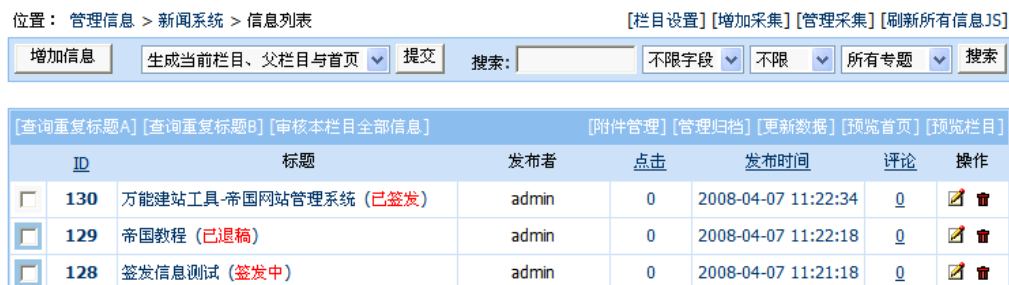 位置： 管理信息 > 新闻系统 > 信息列表 [栏目设置] [增加采集] [管理采集] [刷新所有信息JS]
增加信息 生成当前栏目、父栏目与首页 提交 搜索: 不限字段 不限 所有专题 搜索
[查询重复标题A] [查询重复标题B] [审核本栏目全部信息] [附件管理] [管理归档] [更新数据] [预览首页] [预览栏目]
ID 标题 发布者 点击 发布时间 评论 操作
130 万能建站工具-帝国网站管理系统 (已签发) admin 0 2008-04-07 11:22:34 0
129 帝国教程 (已退稿) admin 0 2008-04-07 11:22:18 0
128 签发信息测试 (签发中) admin 0 2008-04-07 11:21:18 0